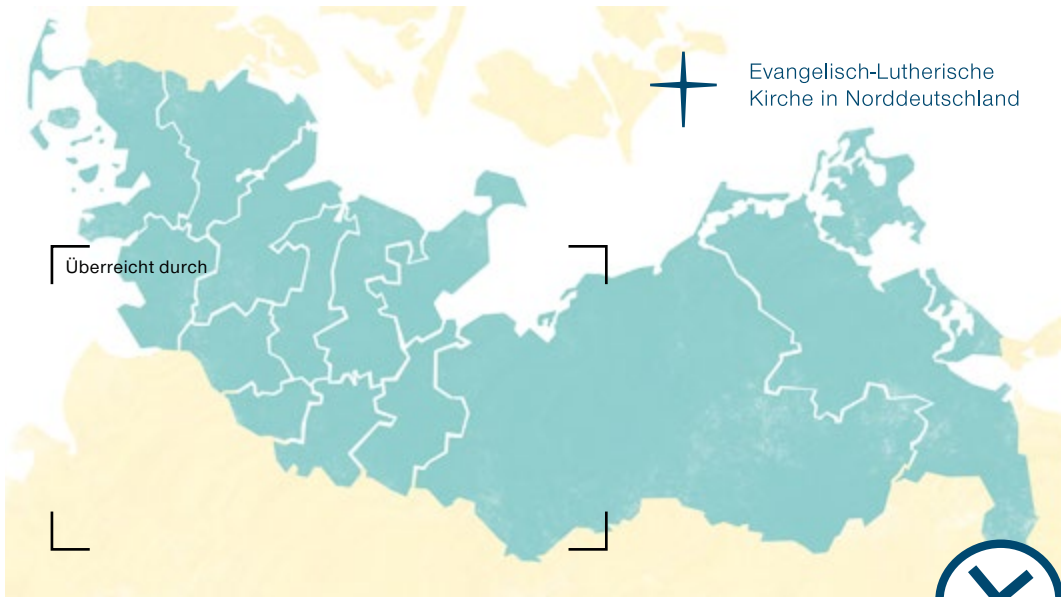 Evangelisch-Lutherische
Kirche in Norddeutschland
Überreicht durch